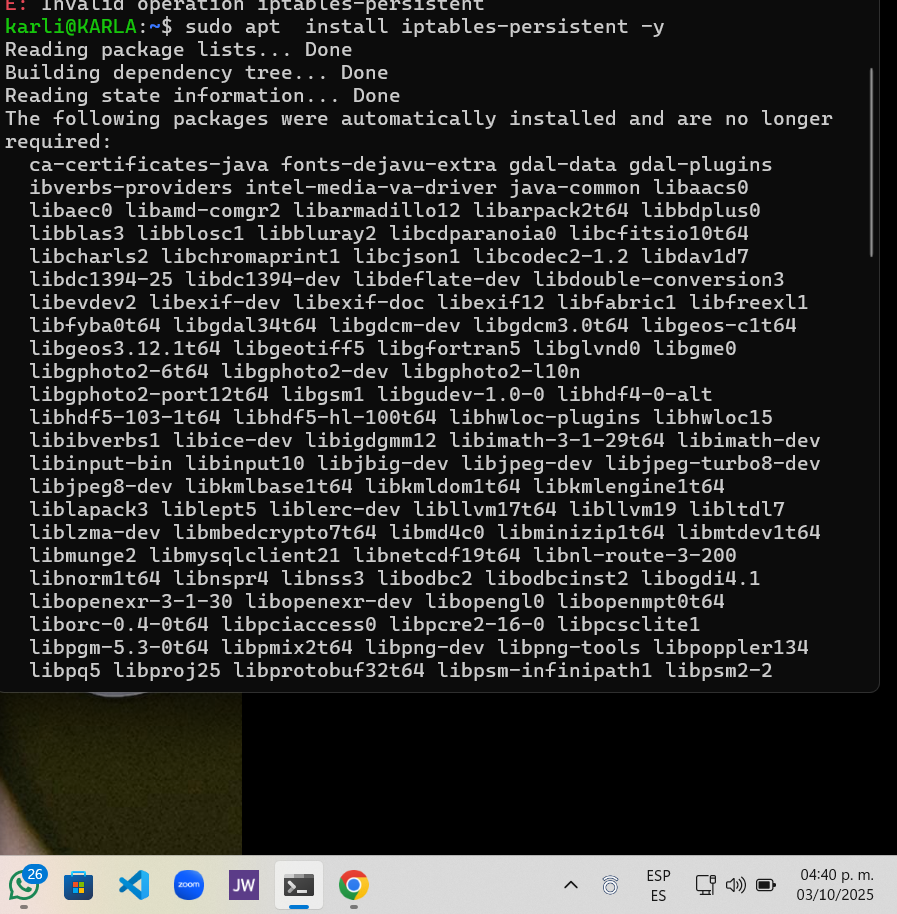 E: Invalid operation iptables-persistent
karli@KARLA:~$ sudo apt  install iptables-persistent -y
Reading package lists... Done
Building dependency tree... Done
Reading state information... Done
The following packages were automatically installed and are no longer
required:
  ca-certificates-java fonts-dejavu-extra gdal-data gdal-plugins
  ibverbs-providers intel-media-va-driver java-common libaacs0
  libaec0 libamd-comgr2 libarmadillo12 libarpack2t64 libbdplus0
  libblas3 libblosc1 libbluray2 libcdparanoia0 libcfitsio10t64
  libcharls2 libchromaprint1 libcjson1 libcodec2-1.2 libdav1d7
  libdc1394-25 libdc1394-dev libdeflate-dev libdouble-conversion3
  libevdev2 libexif-dev libexif-doc libexif12 libfabric1 libfreexl1
  libfyba0t64 libgdal34t64 libgdcm-dev libgdcm3.0t64 libgeos-c1t64
  libgeos3.12.1t64 libgeotiff5 libgfortran5 libglvnd0 libgme0
  libgphoto2-6t64 libgphoto2-dev libgphoto2-l10n
  libgphoto2-port12t64 libgsm1 libgudev-1.0-0 libhdf4-0-alt
  libhdf5-103-1t64 libhdf5-hl-100t64 libhwloc-plugins libhwloc15
  libibverbs1 libice-dev libigdgmm12 libimath-3-1-29t64 libimath-dev
  libinput-bin libinput10 libjbig-dev libjpeg-dev libjpeg-turbo8-dev
  libjpeg8-dev libkmlbase1t64 libkmldom1t64 libkmlengine1t64
  liblapack3 liblept5 liblerc-dev libllvm17t64 libllvm19 libltdl7
  liblzma-dev libmbedcrypto7t64 libmd4c0 libminizip1t64 libmtdev1t64
  libmunge2 libmysqlclient21 libnetcdf19t64 libnl-route-3-200
  libnorm1t64 libnspr4 libnss3 libodbc2 libodbcinst2 libogdi4.1
  libopenexr-3-1-30 libopenexr-dev libopengl0 libopenmpt0t64
  liborc-0.4-0t64 libpciaccess0 libpcre2-16-0 libpcsclite1
  libpgm-5.3-0t64 libpmix2t64 libpng-dev libpng-tools libpoppler134
  libpq5 libproj25 libprotobuf32t64 libpsm-infinipath1 libpsm2-2
26
zoom
JW
ESP
ES
04:40 p. m.
03/10/2025